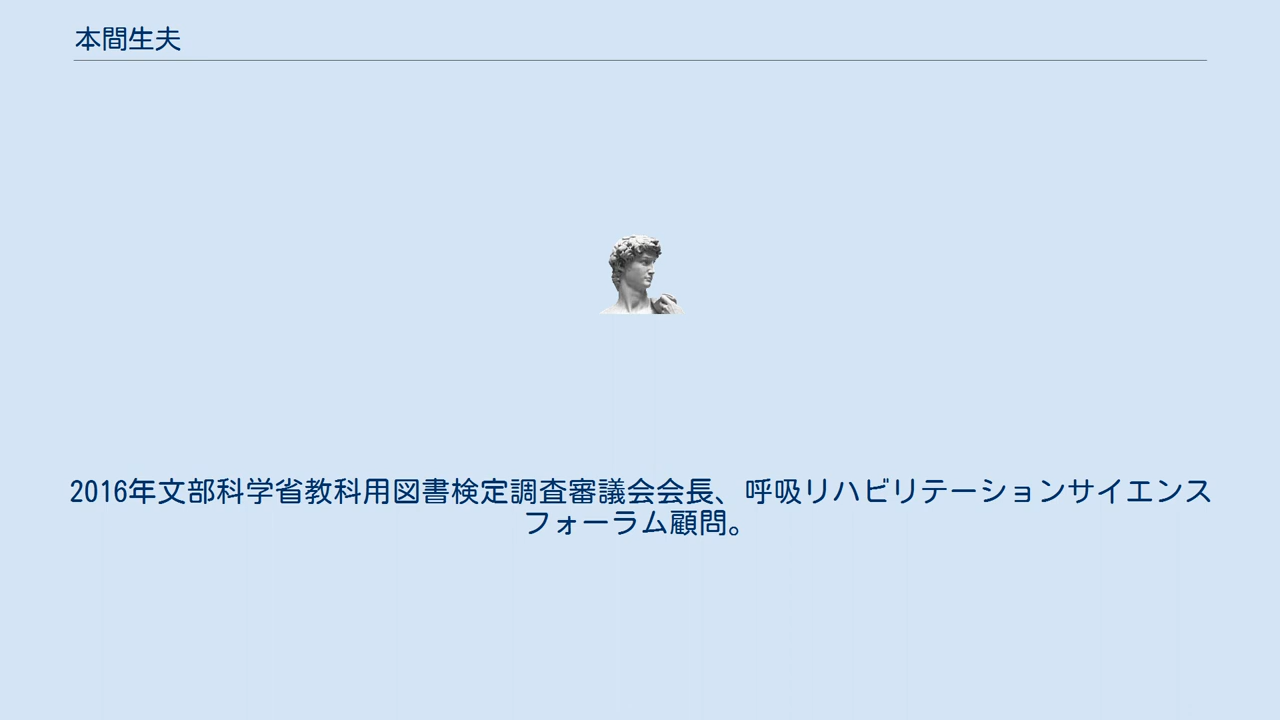 本間生夫
2016年文部科学省教科用図書検定調査審議会会長、呼吸リハビリテーションサイエンス
フォーラム顧問。